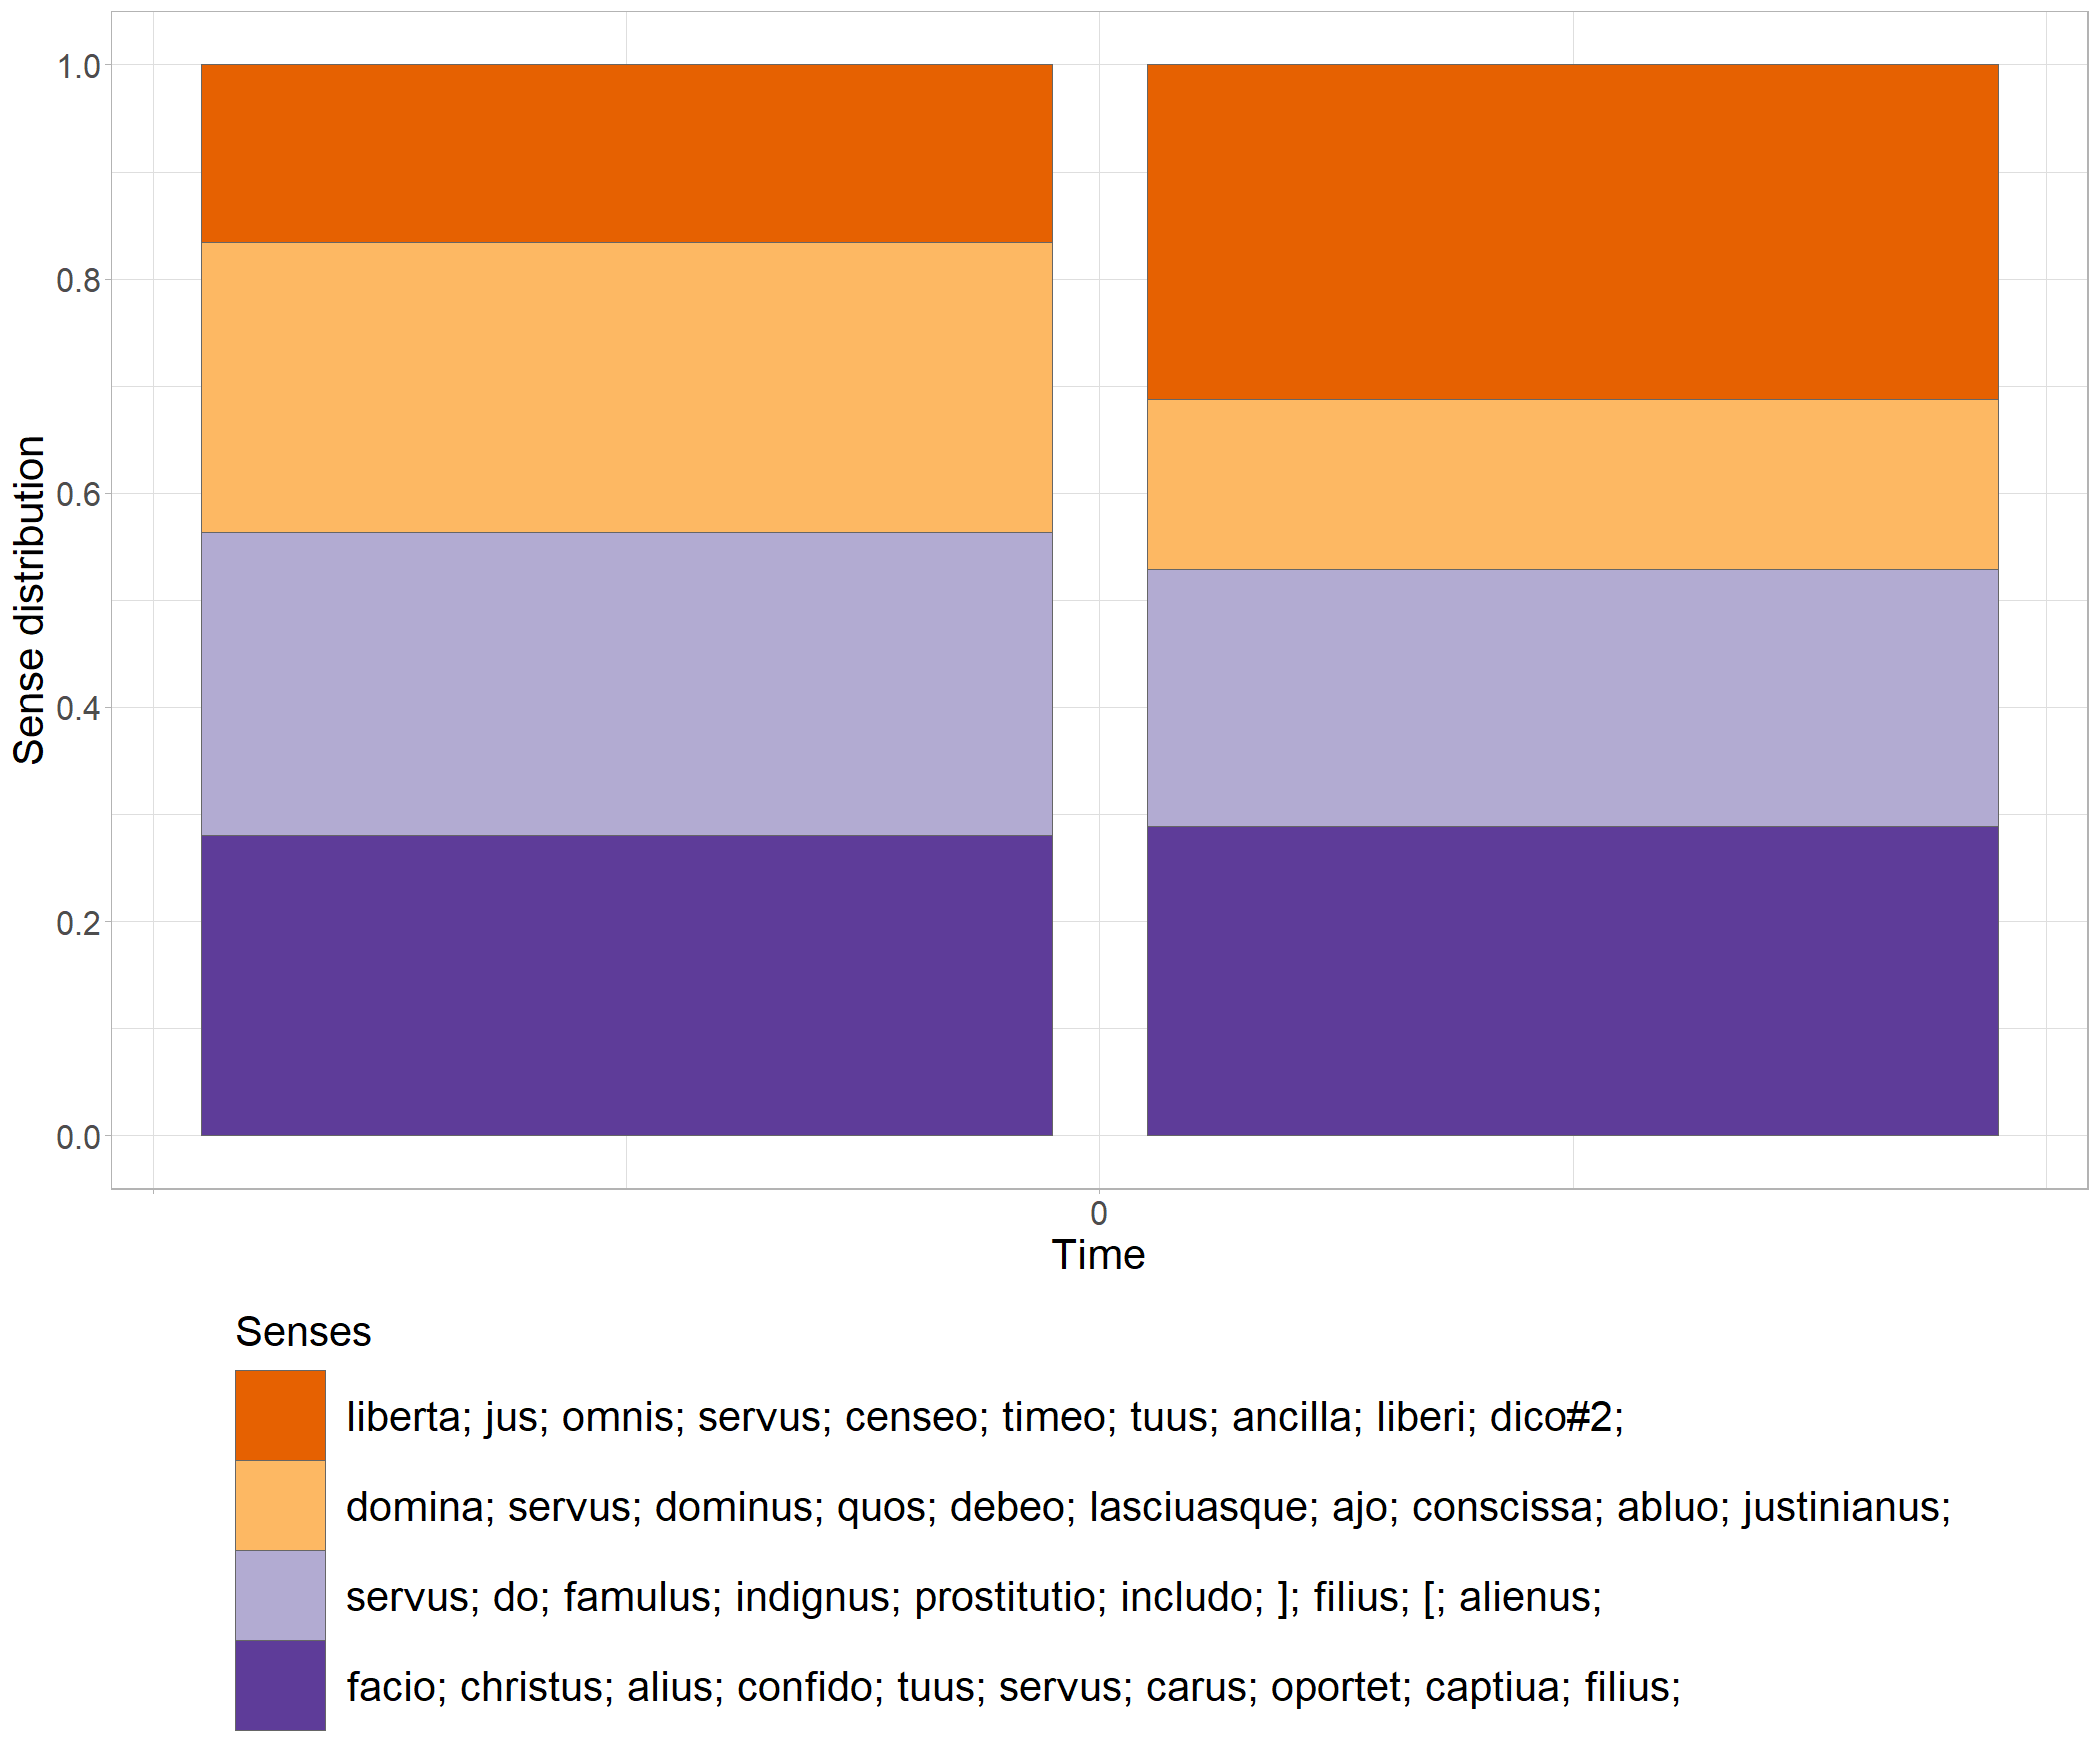 1.0
0.8
0.6
0.4
0.2
0.0
Sense distribution
0
Time
Senses
liberta; jus; omnis; servus; censeo; timeo; tuus; ancilla; liberi; dico#2;
domina; servus; dominus; quos; debeo; lasciuasque; ajo; conscissa; abluo; justinianus;
servus; do; famulus; indignus; prostitutio; includo; ]; filius; [; alienus;
facio; christus; alius; confido; tuus; servus; carus; oportet; captiua; filius;